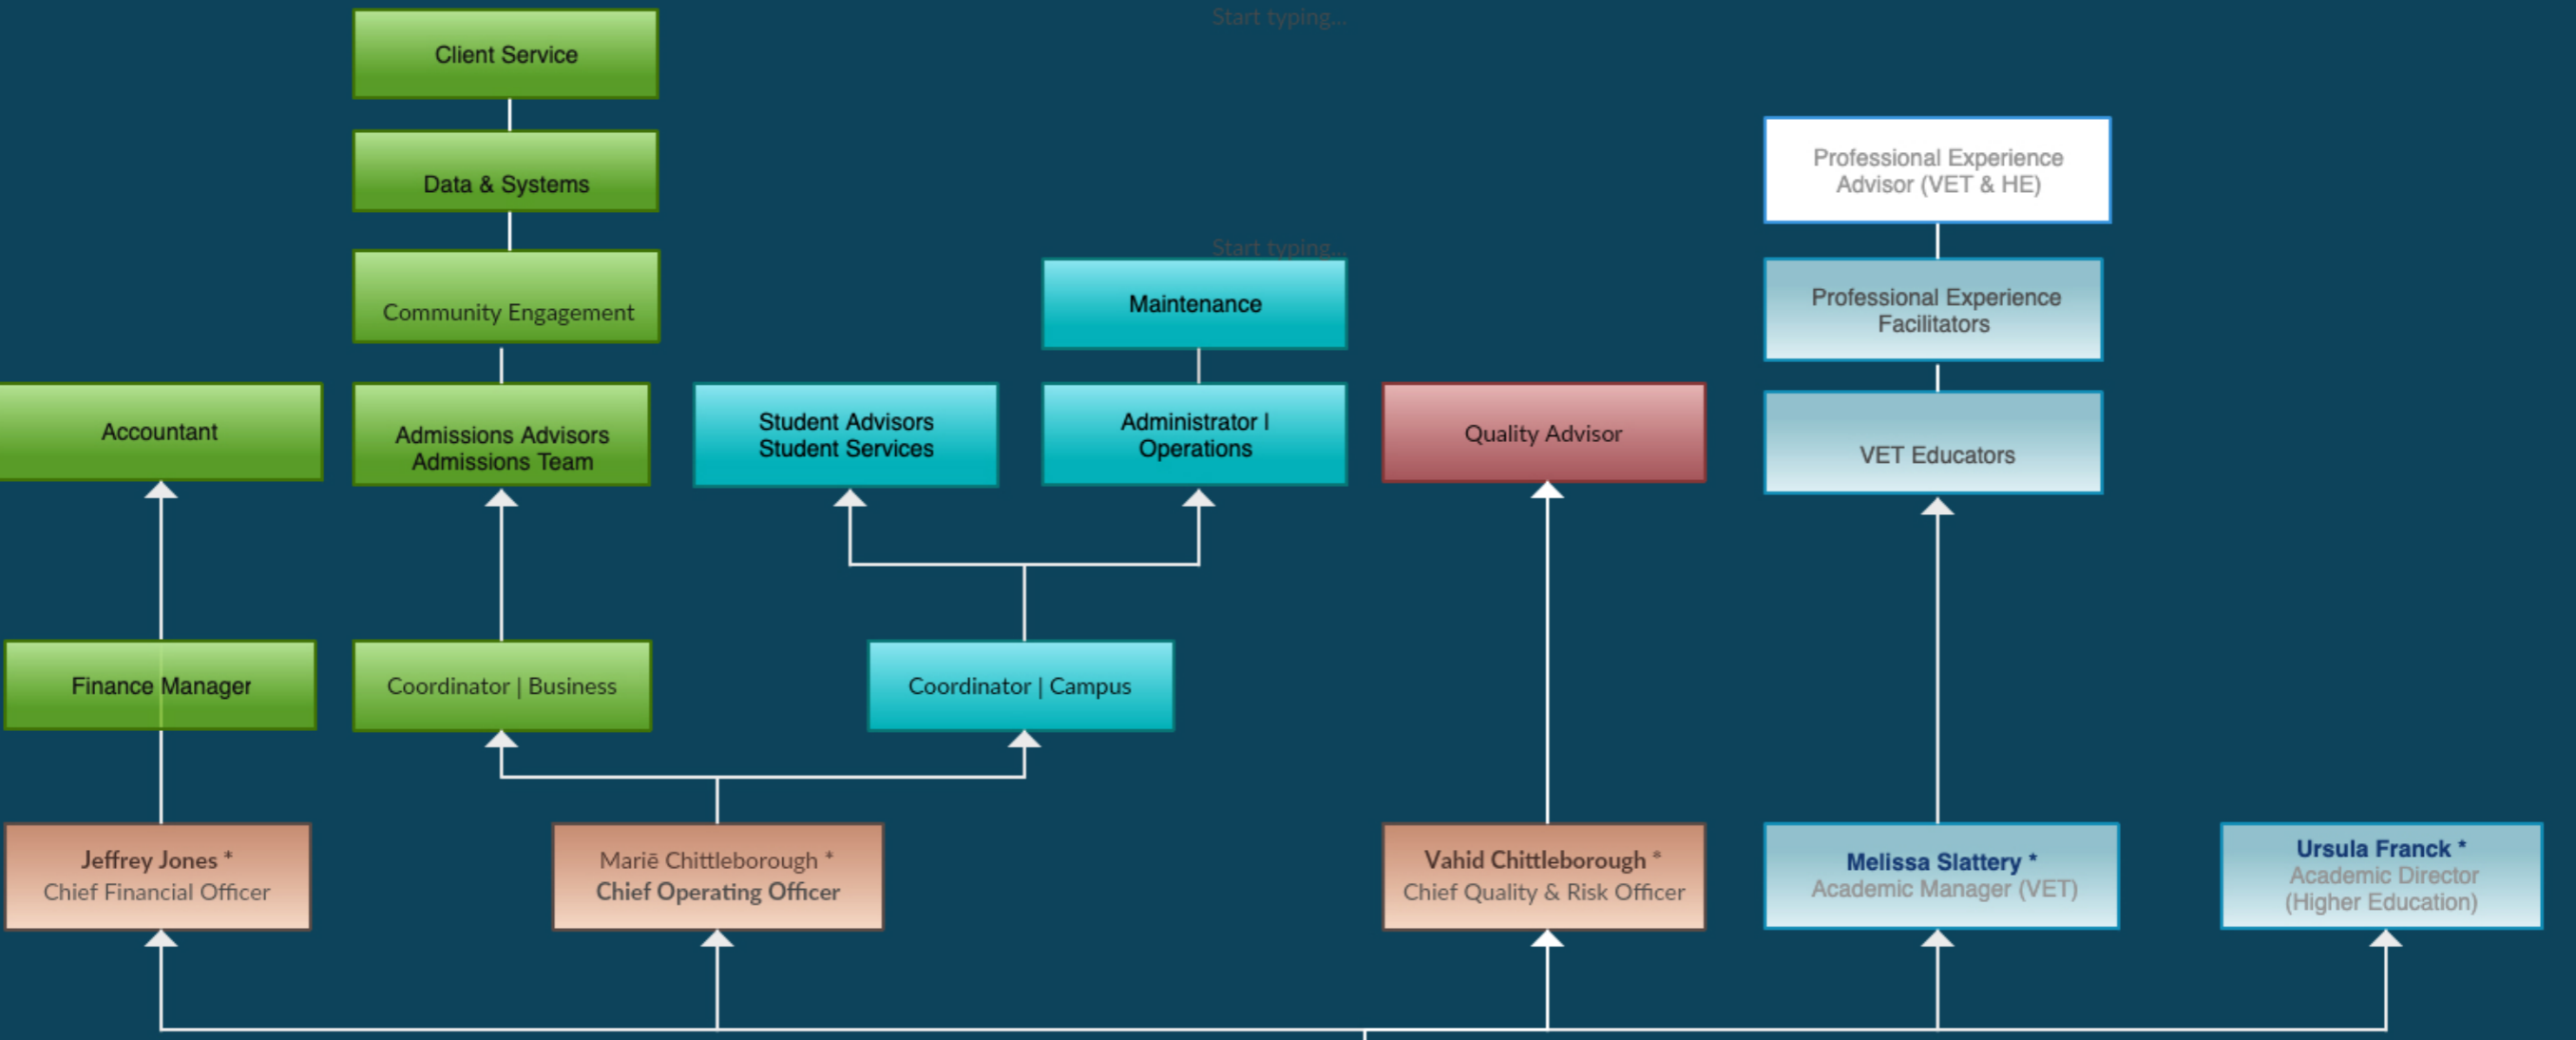 Start typing...
Client Service
Data & Systems
Professional Experience
Advisor (VET & HE)
Start typing...
Community Engagement
Maintenance
Professional Experience
Facilitators
Accountant
Admissions Advisors
Admissions Team
Student Advisors
Student Services
Administrator |
Operations
Quality Advisor
VET Educators
Finance Manager
Coordinator | Business
Coordinator | Campus
Jeffrey Jones *
Chief Financial Officer
Mariē Chittleborough *
Chief Operating Officer
Vahid Chittleborough *
Chief Quality & Risk Officer
Melissa Slattery *
Academic Manager (VET)
Ursula Franck *
Academic Director
(Higher Education)